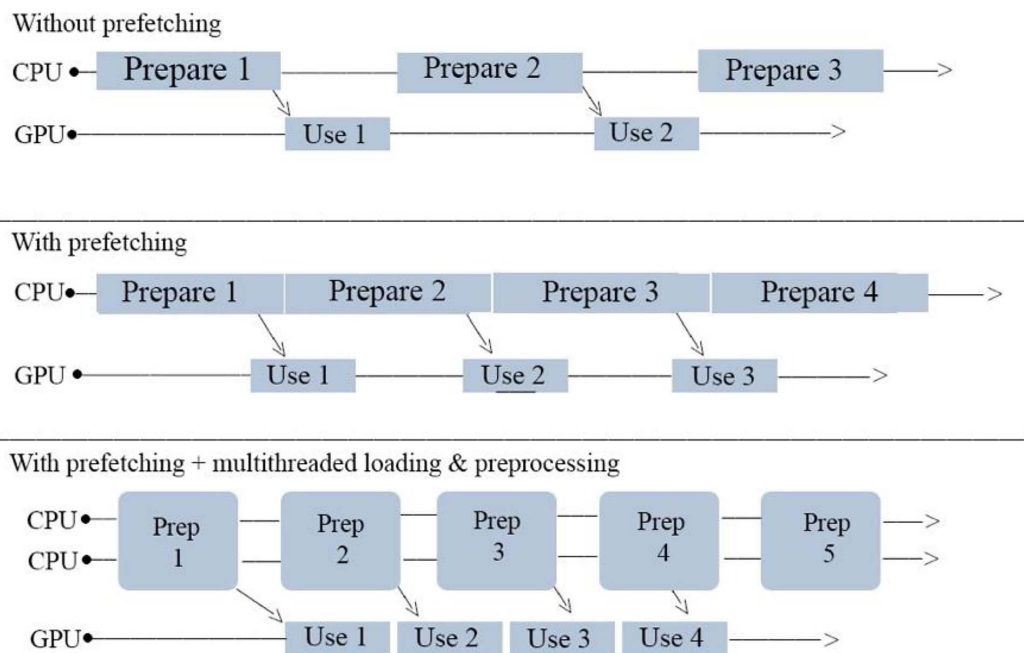 Without prefetching
CPU Prepare 1 Prepare 2 Prepare 3
GPU Use 1 Use 2
With prefetching
CPU Prepare 1 Prepare 2 Prepare 3 Prepare 4
GPU Use 1 Use 2 Use 3
With prefetching + multithreaded loading & preprocessing
CPU
CPU
Prep
1
Prep
2
Prep
3
Prep
4
Prep
5
GPU Use 1 Use 2 Use 3 Use 4